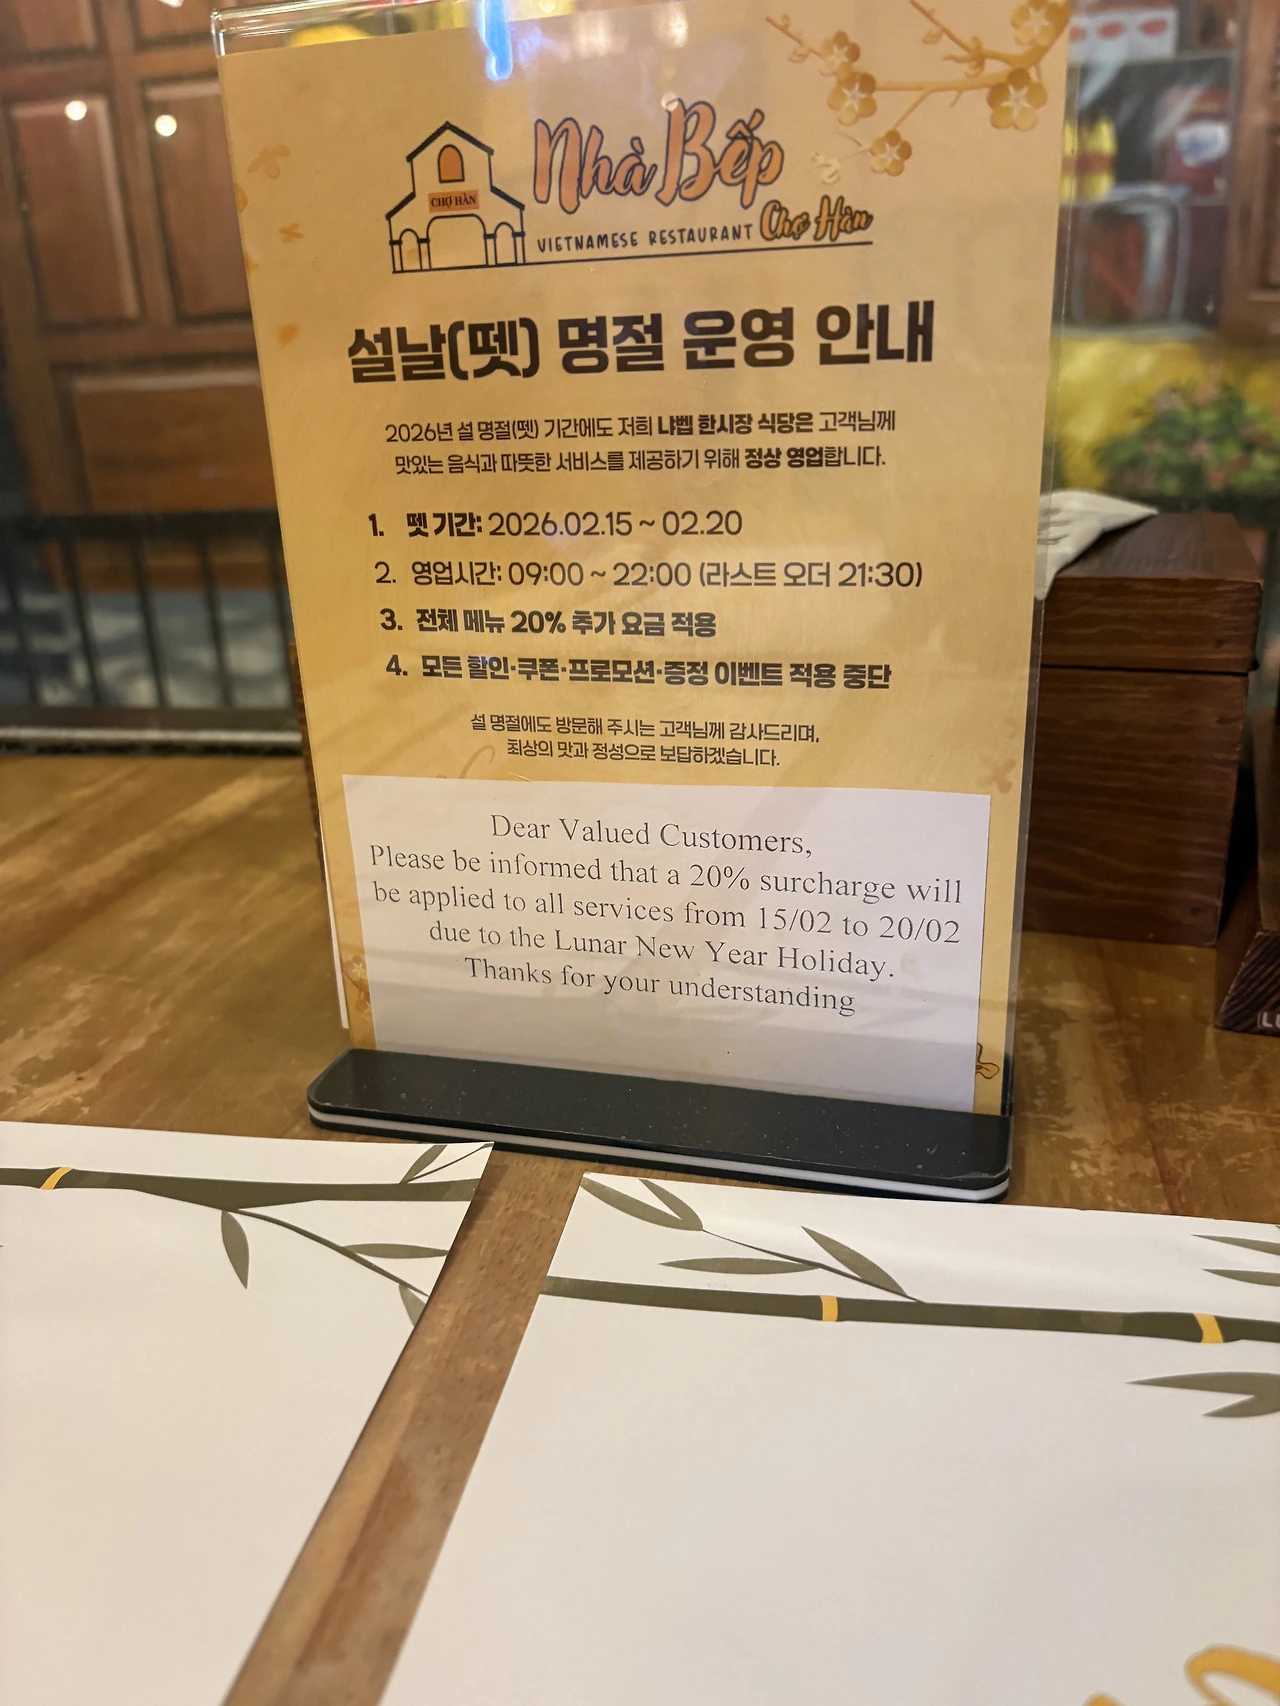 CHỢ HÀN
Nhà Bếp
VIETNAMESE RESTAURANT Chợ Hàn
설날(뗏) 명절 운영 안내
2026년 설 명절(뗏) 기간에도 저희 냐벱 한시장 식당은 고객님께
맛있는 음식과 따뜻한 서비스를 제공하기 위해 정상 영업합니다.
1. 뗏 기간: 2026.02.15 ~ 02.20
2. 영업시간: 09:00 ~ 22:00 (라스트 오더 21:30)
3. 전체 메뉴 20% 추가 요금 적용
4. 모든 할인·쿠폰·프로모션·증정 이벤트 적용 중단
설 명절에도 방문해 주시는 고객님께 감사드리며,
최상의 맛과 정성으로 보답하겠습니다.
Dear Valued Customers,
Please be informed that a 20% surcharge will
be applied to all services from 15/02 to 20/02
due to the Lunar New Year Holiday.
Thanks for your understanding